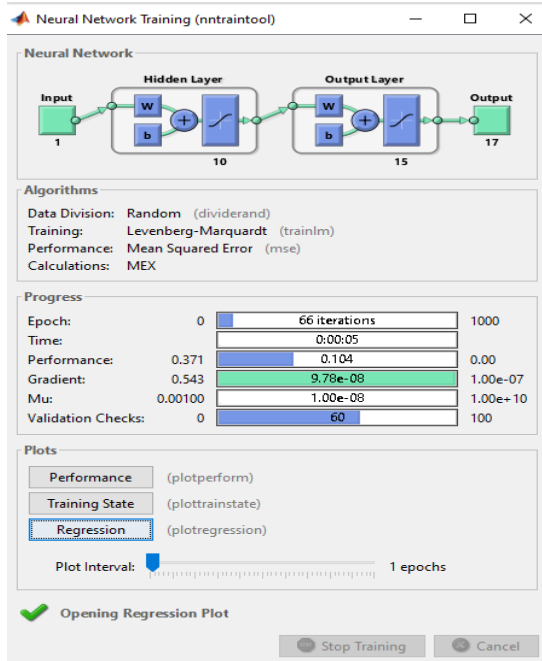 Neural Network Training (nntraintool)
Neural Network
Hidden Layer Output Layer
Input Output
W W
b b
1 10 15 17
Algorithms
Data Division: Random (dividerand)
Training: Levenberg-Marquardt (trainlm)
Performance: Mean Squared Error (mse)
Calculations: MEX
Progress
Epoch: 0 66 iterations 1000
Time: 0:00:05
Performance: 0.371 0.104 0.00
Gradient: 0.543 9.78e-08 1.00e-07
Mu: 0.00100 1.00e-08 1.00e+10
Validation Checks: 0 60 100
Plots
Performance (plotperform)
Training State (plottrainstate)
Regression (plotregression)
Plot Interval: 1 epochs
Opening Regression Plot
Stop Training Cancel